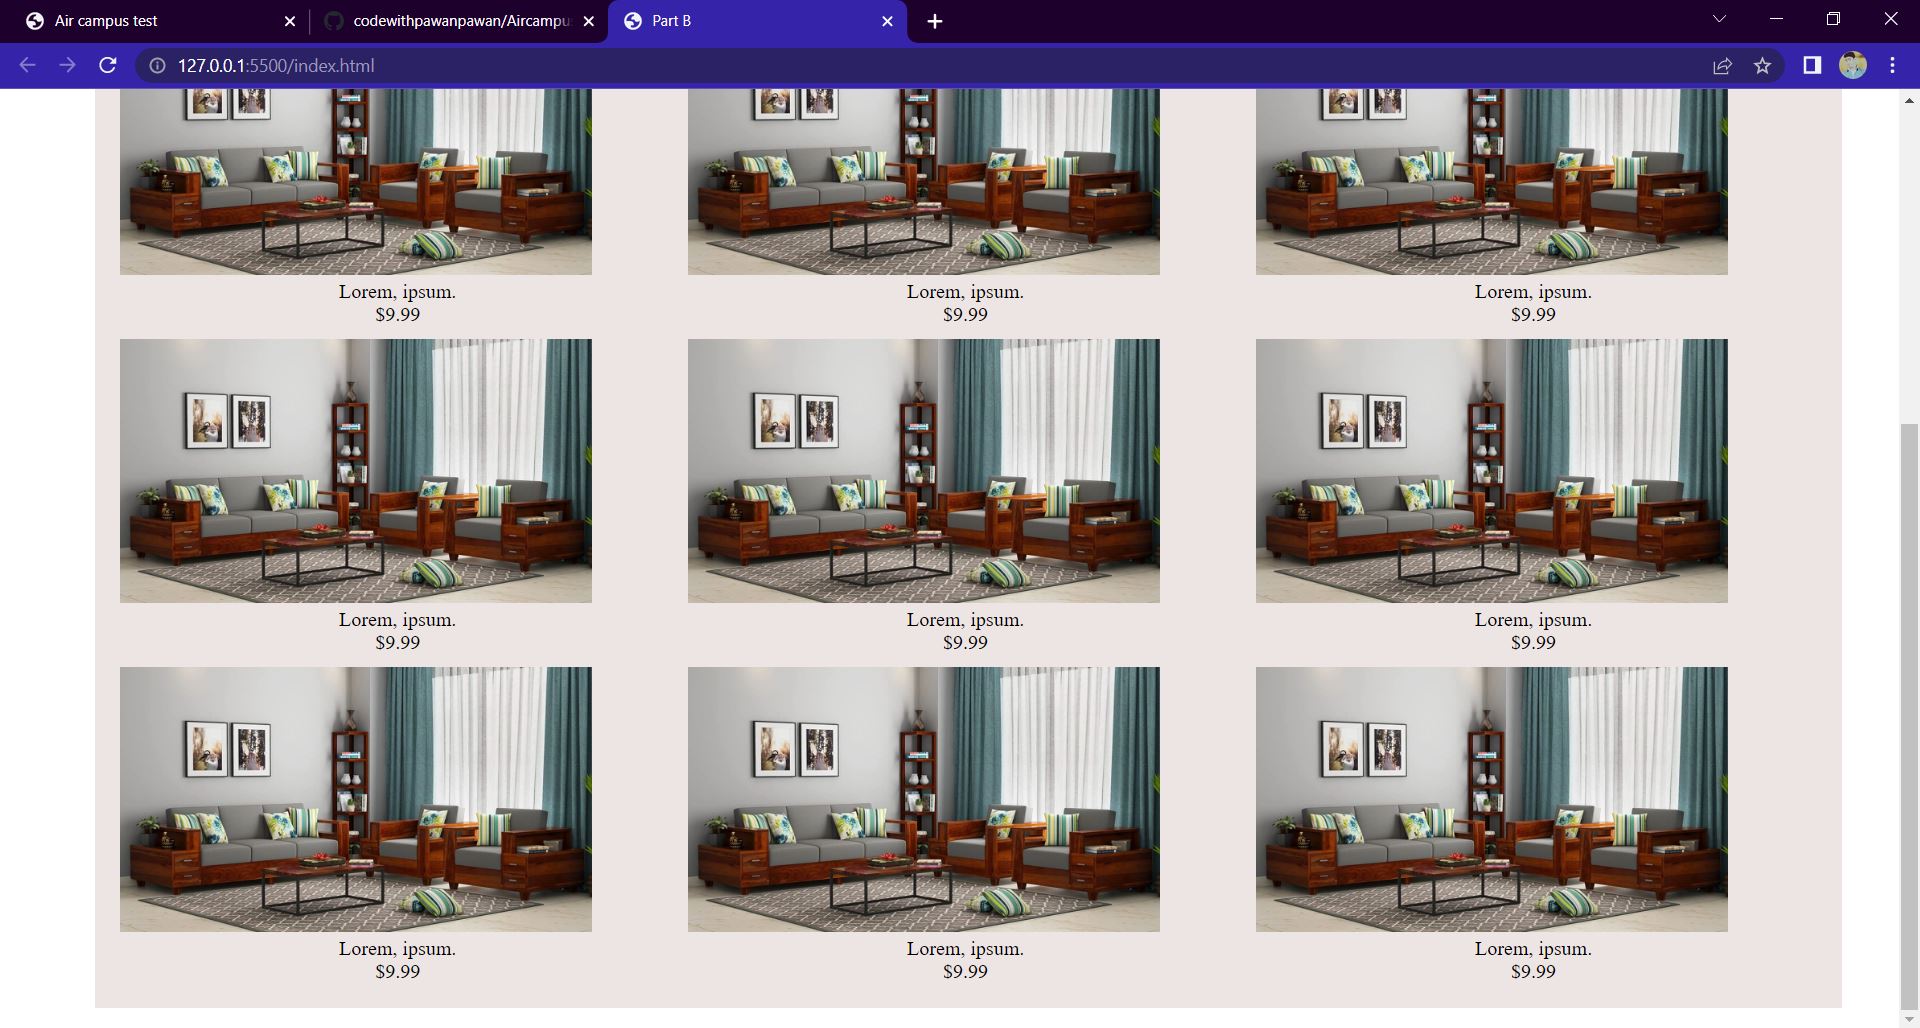 Air campus test
codewithpawanpawan/Aircampu
Part B
127.0.0.1:5500/index.html
Lorem, ipsum. Lorem, ipsum. Lorem, ipsum.
$9.99 $9.99 $9.99
Lorem, ipsum. Lorem, ipsum. Lorem, ipsum.
$9.99 $9.99 $9.99
Lorem, ipsum. Lorem, ipsum. Lorem, ipsum.
$9.99 $9.99 $9.99